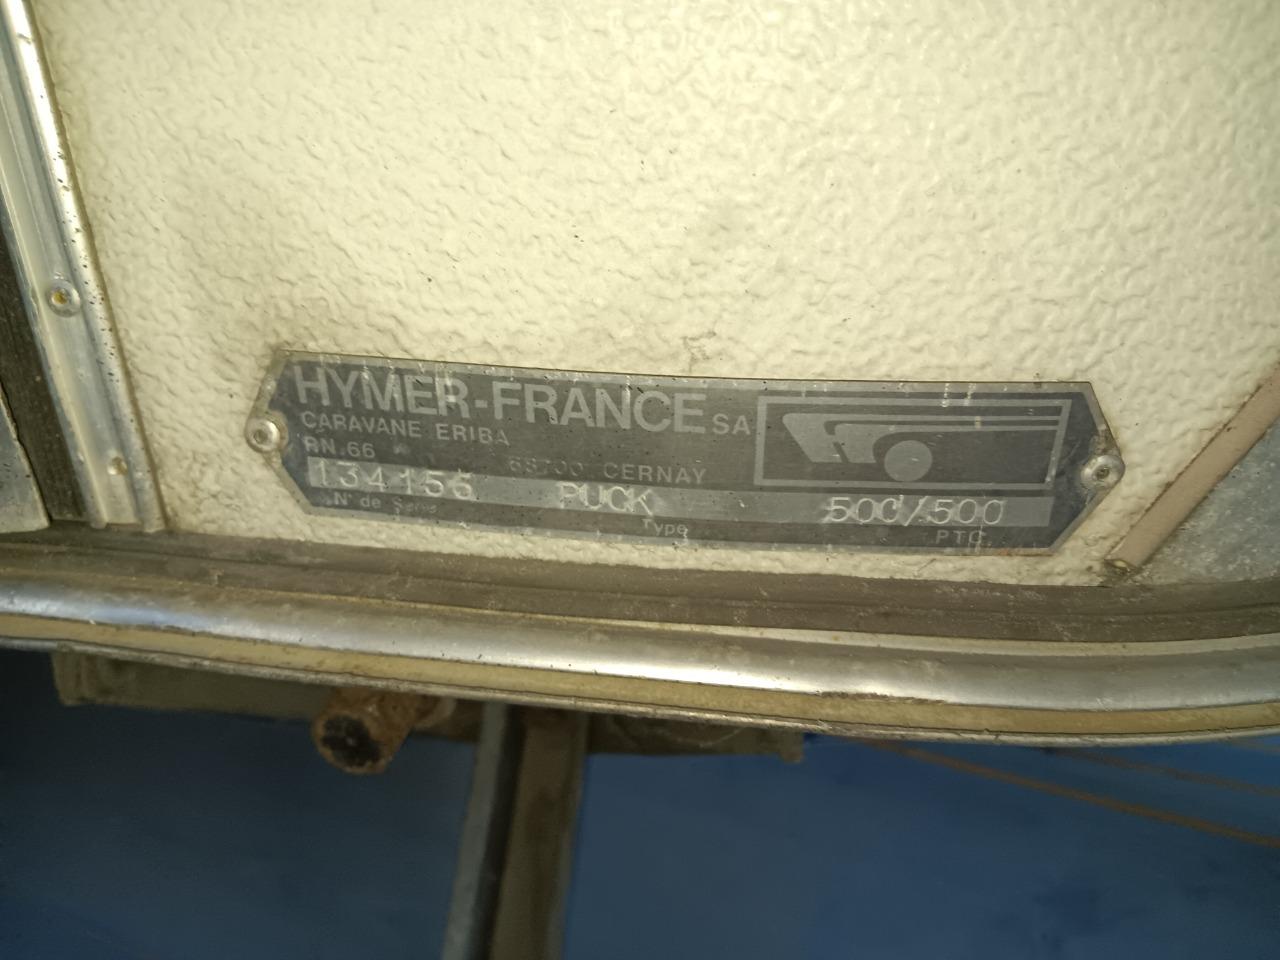 HYMER-FRANCE SA
CARAVANE ERIBA
RN.66 68700 CERNAY
134156 PUCK 500/500
N° de Série Type PTC